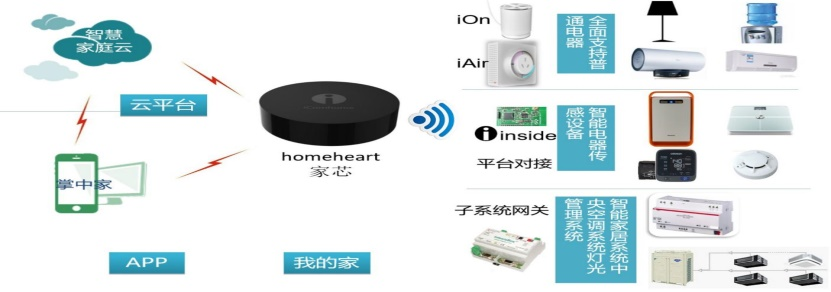 智慧
家庭云
云平台
掌中家
APP
homeheart
家芯
我的家
iOn
iAir
全面支持普
通电器
inside
平台对接
智能电器传
感设备
子系统网关
智能家居系统中
央空调系统灯光
管理系统